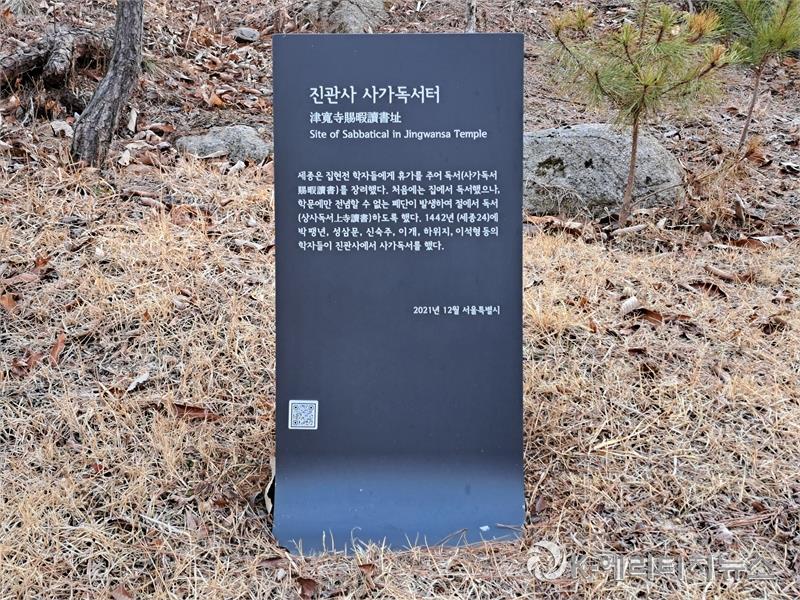 진관사 사가독서터
津寬寺賜暇讀書址
Site of Sabbatical in Jingwansa Temple
세종은 집현전 학자들에게 휴가를 주어 독서(사가독서
賜暇讀書)를 장려했다. 처음에는 집에서 독서했으나,
학문에만 전념할 수 없는 폐단이 발생하여 절에서 독서
(상사독서上寺讀書)하도록 했다. 1442년 (세종24)에
박팽년, 성삼문, 신숙주, 이개, 하위지, 이석형등의
학자들이 진관사에서 사가독서를 했다.
2021년 12월 서울특별시
K-헤리티지뉴스